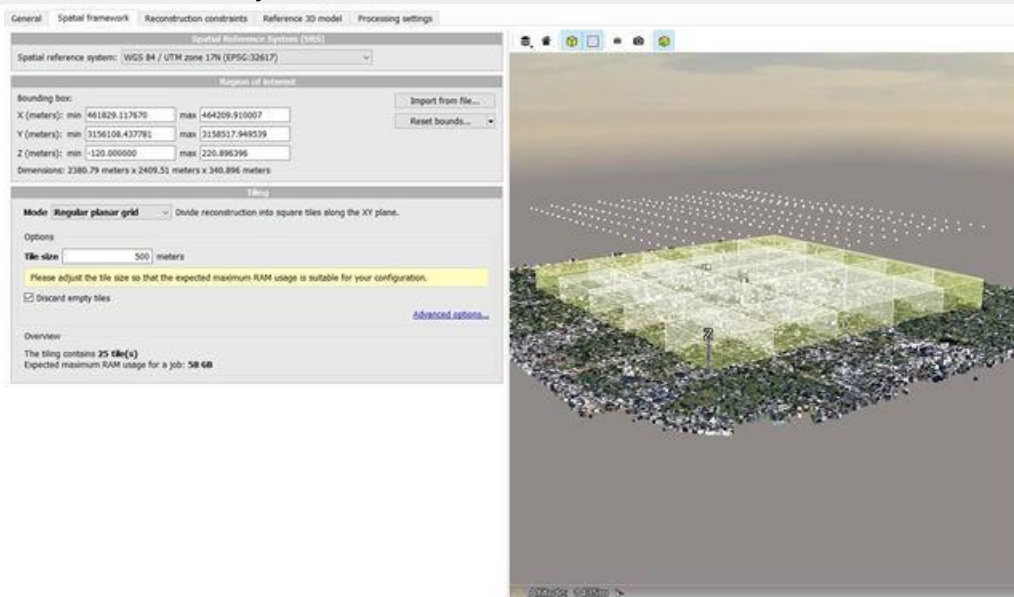 General Spatial framework Reconstruction constraints Reference 3D model Processing settings
Spatial Reference System (SRS)
Spatial reference system: WGS 84 / UTM zone 17N (EPSG:32617)
Region of interest
Bounding box:
Import from file...
X (meters): min 461829.117670 max 464209.910007
Reset bounds...
Y (meters): min 3156108.437781 max 3158517.949539
Z (meters): min -120.000000 max 220.896396
Dimensions: 2380.79 meters x 2409.51 meters x 340.896 meters
Tiling
Mode Regular planar grid Divide reconstruction into square tiles along the XY plane.
Options
Tile size 500 meters
Please adjust the tile size so that the expected maximum RAM usage is suitable for your configuration.
Discard empty tiles
Advanced options...
Overview
The tiling contains 25 tile(s)
Expected maximum RAM usage for a job: 58 GB
Altitude: